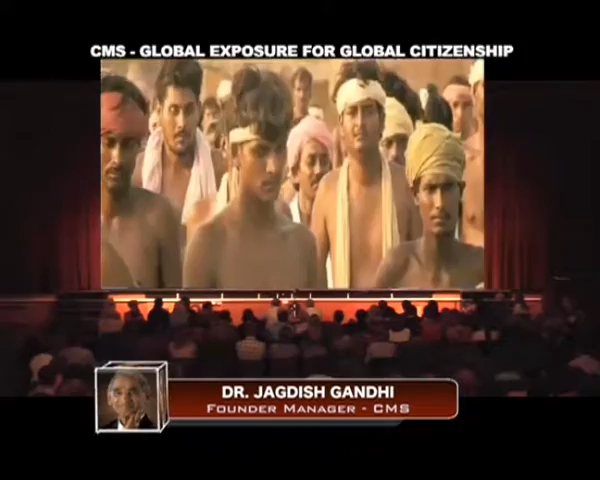 CMS - GLOBAL EXPOSURE FOR GLOBAL CITIZENSHIP
DR. JAGDISH GANDHI
FOUNDER MANAGER - CMS